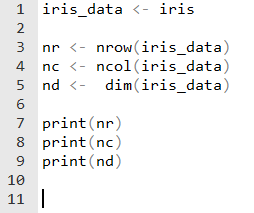 1 iris_data <- iris
2
3 nr <- nrow(iris_data)
4 nc <- ncol(iris_data)
5 nd <-  dim(iris_data)
6
7 print(nr)
8 print(nc)
9 print(nd)
10
11